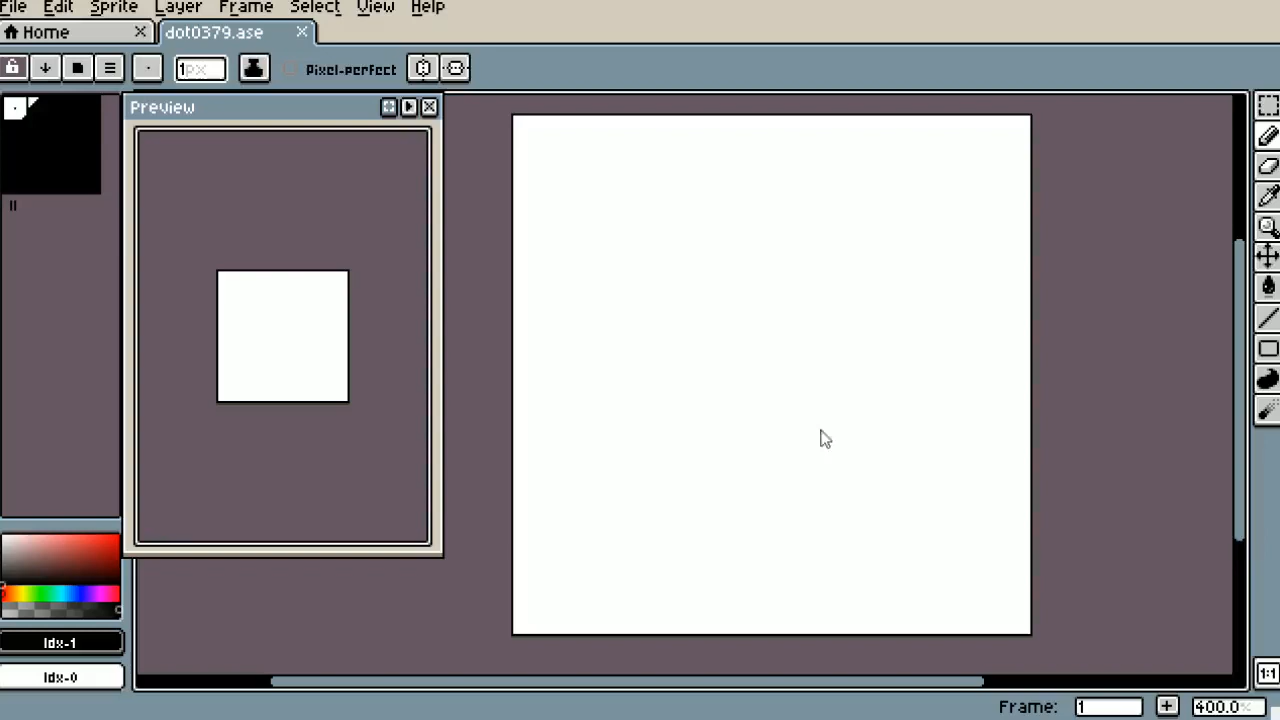 File Edit Sprite Layer Frame Select View Help
Home dot0379.ase
1px Pixel-perfect
Preview
Idx-1
Idx-0
1:1
Frame: 1 400.0%